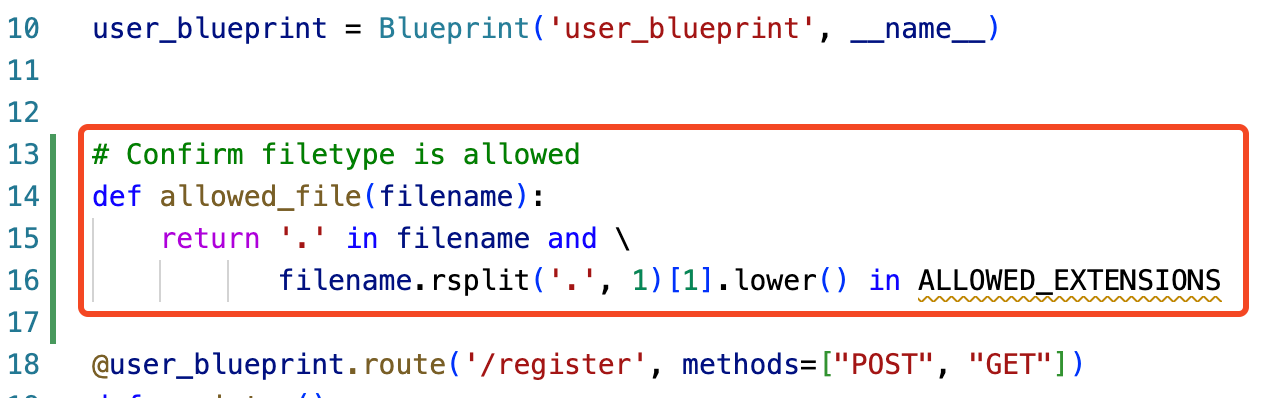 10 user_blueprint = Blueprint('user_blueprint', __name__)
11
12
13 # Confirm filetype is allowed
14 def allowed_file(filename):
15     return '.' in filename and \
16            filename.rsplit('.', 1)[1].lower() in ALLOWED_EXTENSIONS
17
18 @user_blueprint.route('/register', methods=["POST", "GET"])